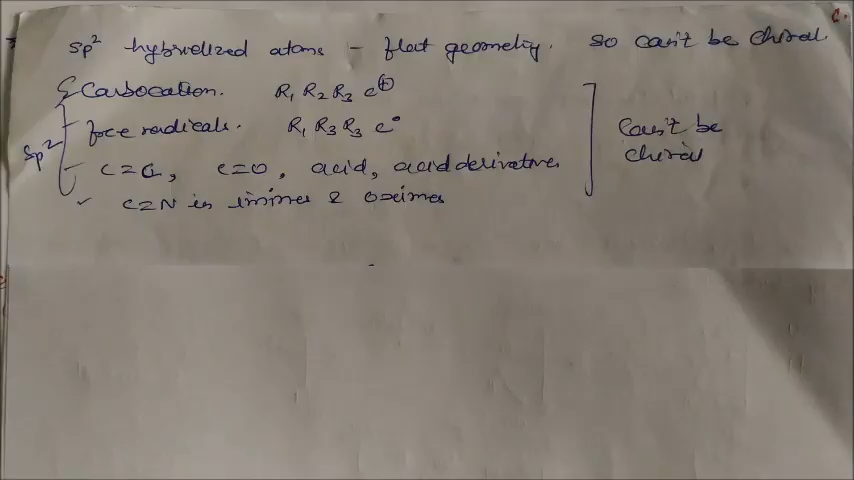 C.
sp² hybridized atoms – flat geometry. so can't be chiral
Carbocation. R₁ R₂ R₃ C⊕
free radicals. R₁ R₃ R₃ C•
sp²
C=C, C=O, acid, acid derivatives
C=N in imines & oximes
can't be
chiral